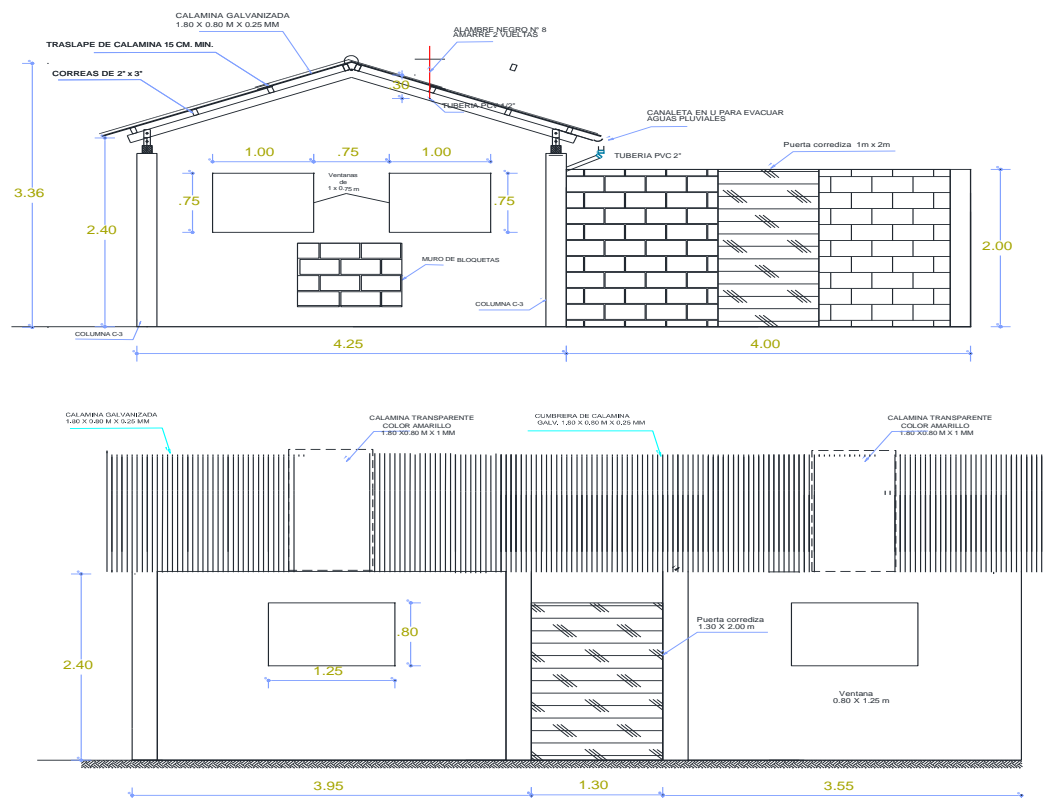 CALAMINA GALVANIZADA
1.80 X 0.80 M X 0.25 MM
ALAMBRE NEGRO Nº 8
AMARRE 2 VUELTAS
TRASLAPE DE CALAMINA 15 CM. MIN.
CORREAS DE 2" x 3"
.30
TUBERIA PCV 1/2"
CANALETA EN U PARA EVACUAR
AGUAS PLUVIALES
TUBERIA PVC 2"
Puerta corrediza 1m x 2m
1.00
.75
1.00
Ventanas
de
1 x 0.75 m
.75
.75
3.36
2.40
2.00
MURO DE BLOQUETAS
COLUMNA C-3
COLUMNA C-3
4.25
4.00
CALAMINA GALVANIZADA
1.80 X 0.80 M X 0.25 MM
CALAMINA TRANSPARENTE
COLOR AMARILLO
1.80 X0.80 M X 1 MM
CUMBRERA DE CALAMINA
GALV. 1.80 X 0.80 M X 0.25 MM
CALAMINA TRANSPARENTE
COLOR AMARILLO
1.80 X0.80 M X 1 MM
.80
1.25
2.40
Puerta corrediza
1.30 X 2.00 m
Ventana
0.80 X 1.25 m
3.95
1.30
3.55